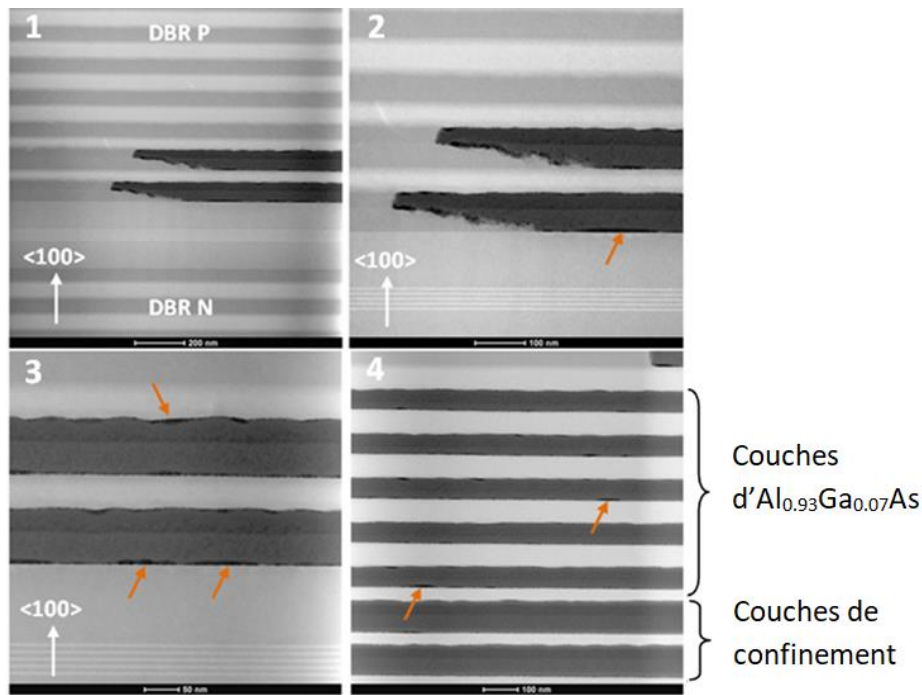 1
DBR P
<100>
DBR N
200 nm
2
<100>
100 nm
3
<100>
50 nm
4
100 nm
Couches
d’Al₀.₉₃Ga₀.₀₇As
Couches de
confinement